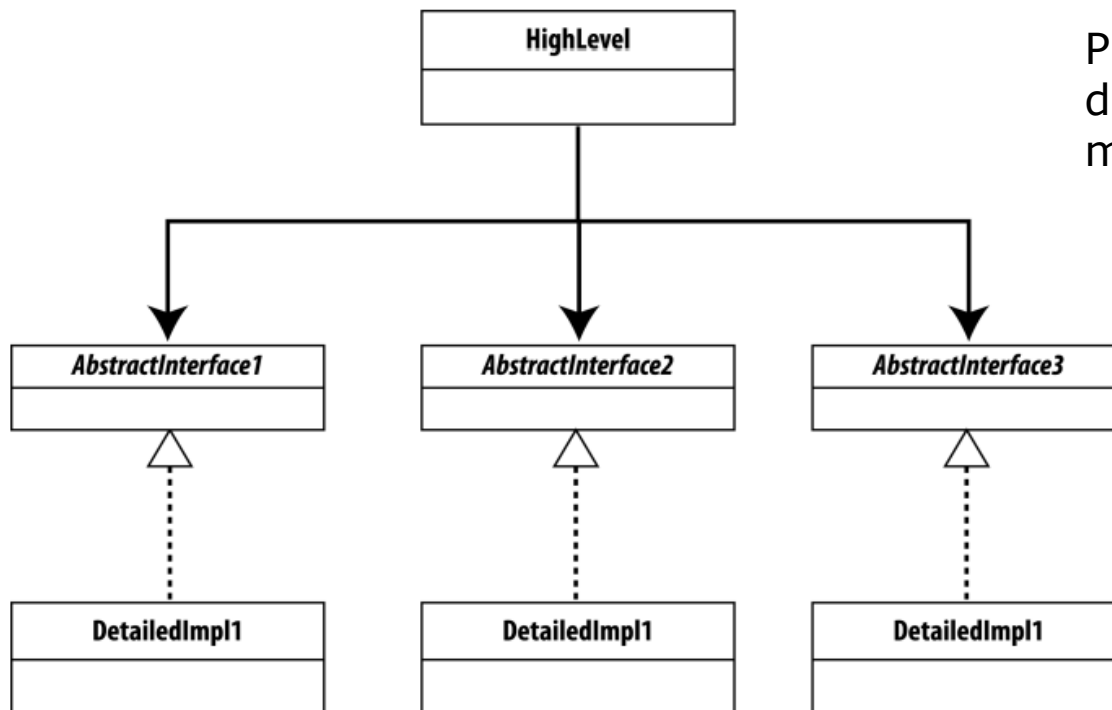 HighLevel
P
d
m
AbstractInterface1
AbstractInterface2
AbstractInterface3
DetailedImpl1
DetailedImpl1
DetailedImpl1